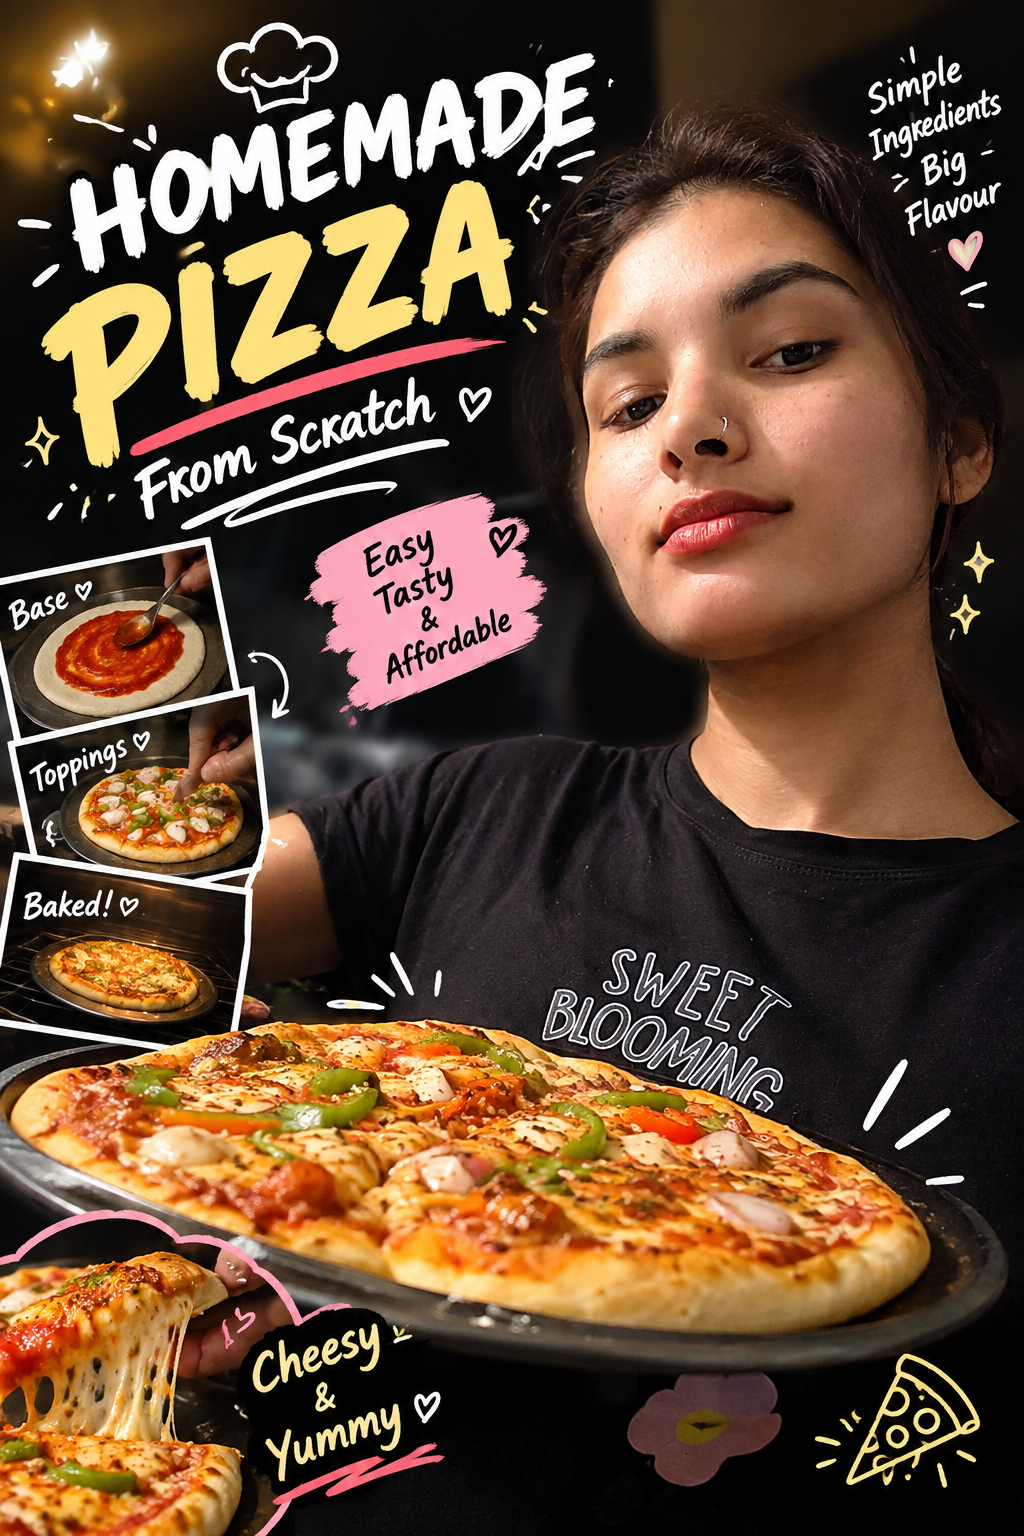 HOMEMADE
PIZZA
From Scratch
Simple
Ingredients
Big
Flavour
Easy
Tasty
&
Affordable
Base
Toppings
Baked!
SWEET
BLOOMING
Cheesy
&
Yummy